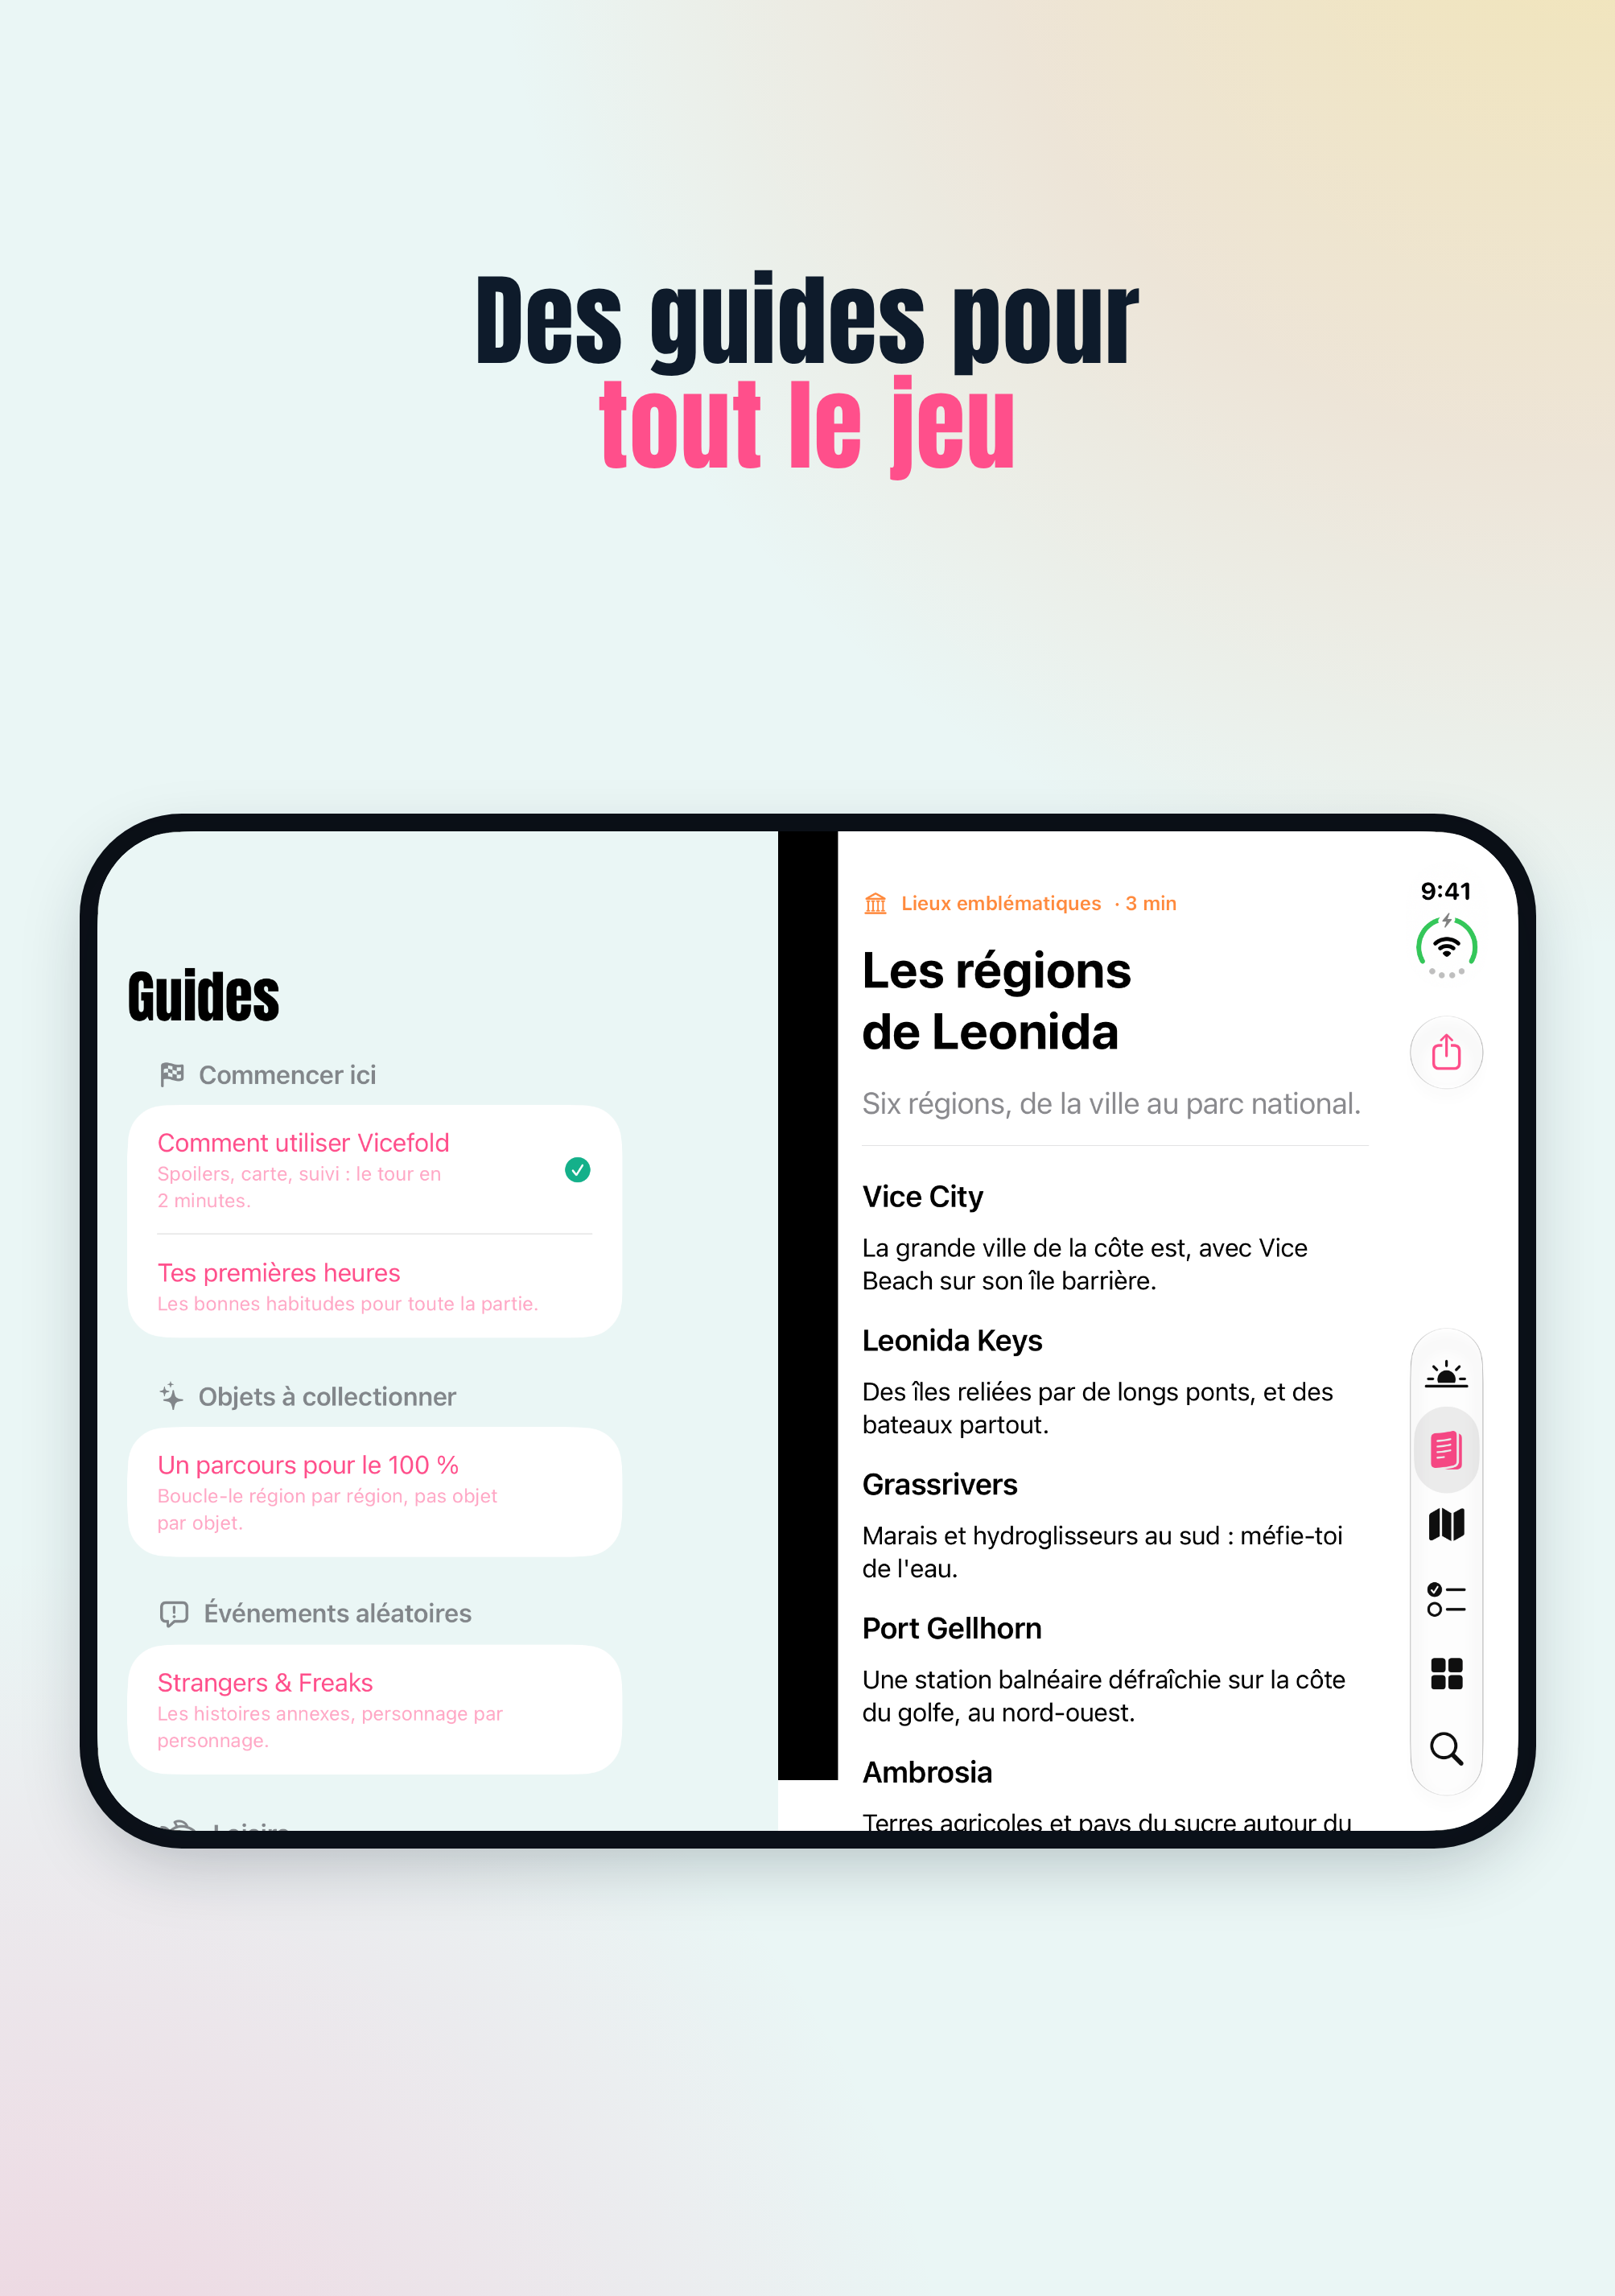 Des guides pour
tout le jeu
Guides
Commencer ici
Comment utiliser Vicefold
Spoilers, carte, suivi : le tour en
2 minutes.
Tes premières heures
Les bonnes habitudes pour toute la partie.
Objets à collectionner
Un parcours pour le 100 %
Boucle-le région par région, pas objet
par objet.
Événements aléatoires
Strangers & Freaks
Les histoires annexes, personnage par
personnage.
Loisirs
Lieux emblématiques · 3 min
Les régions
de Leonida
Six régions, de la ville au parc national.
Vice City
La grande ville de la côte est, avec Vice
Beach sur son île barrière.
Leonida Keys
Des îles reliées par de longs ponts, et des
bateaux partout.
Grassrivers
Marais et hydroglisseurs au sud : méfie-toi
de l'eau.
Port Gellhorn
Une station balnéaire défraîchie sur la côte
du golfe, au nord-ouest.
Ambrosia
Terres agricoles et pays du sucre autour du
9:41